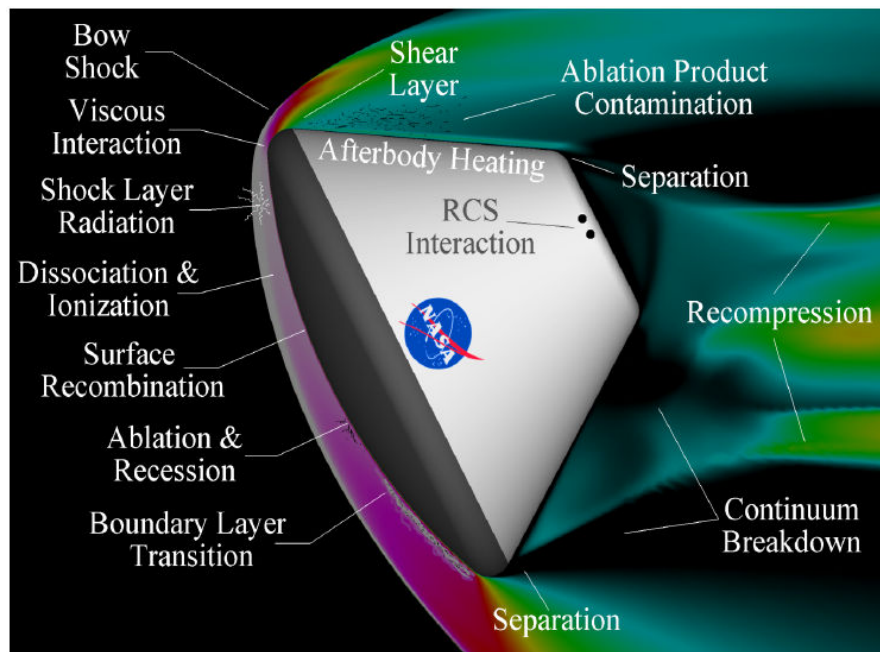 Bow
Shock
Shear
Layer
Ablation Product
Contamination
Viscous
Interaction
Afterbody Heating
Separation
Shock Layer
Radiation
RCS
Interaction
Dissociation &
Ionization
NASA
Recompression
Surface
Recombination
Ablation &
Recession
Boundary Layer
Transition
Continuum
Breakdown
Separation